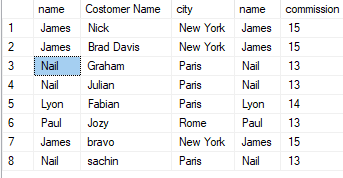 name Costomer Name city name commission
1 James Nick New York James 15
2 James Brad Davis New York James 15
3 Nail Graham Paris Nail 13
4 Nail Julian Paris Nail 13
5 Lyon Fabian Paris Lyon 14
6 Paul Jozy Rome Paul 13
7 James bravo New York James 15
8 Nail sachin Paris Nail 13